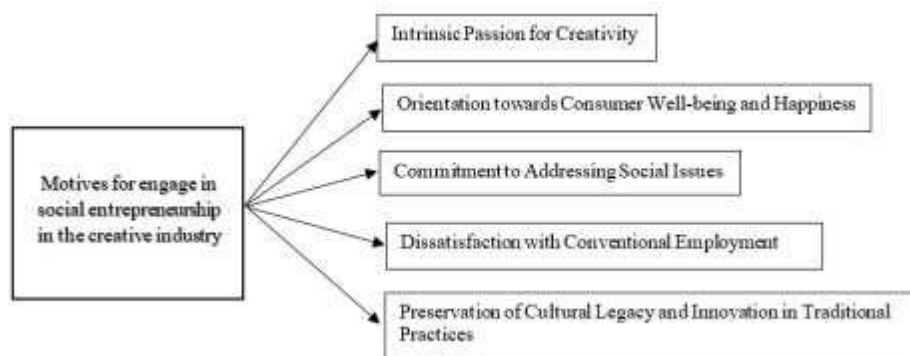 Motives for engage in
social entrepreneurship
in the creative industry
Intrinsic Passion for Creativity
Orientation towards Consumer Well-being and Happiness
Commitment to Addressing Social Issues
Dissatisfaction with Conventional Employment
Preservation of Cultural Legacy and Innovation in Traditional
Practices